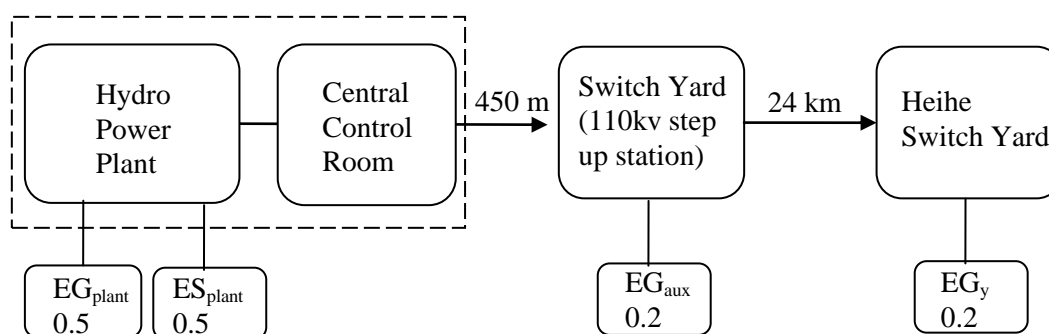 Hydro
Power
Plant
Central
Control
Room
450 m
Switch Yard
(110kv step
up station)
24 km
Heihe
Switch Yard
EGplant
0.5
ESplant
0.5
EGaux
0.2
EGy
0.2